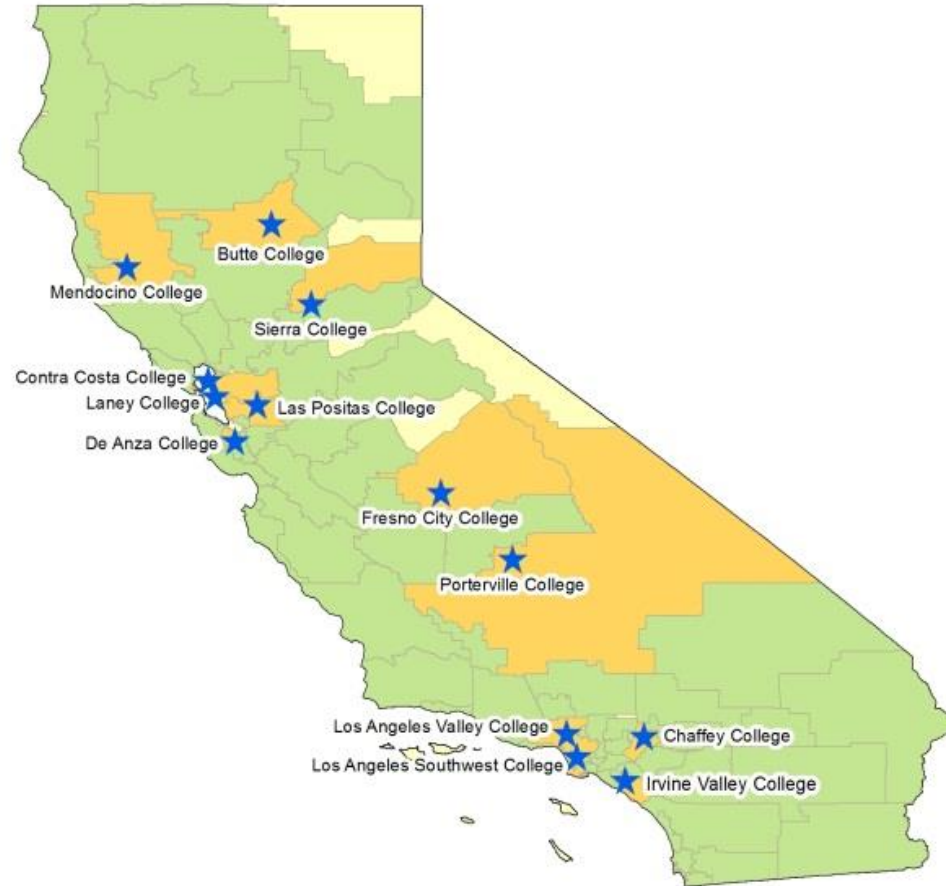 Butte College
Mendocino College
Sierra College
Contra Costa College
Laney College
Las Positas College
De Anza College
Fresno City College
Porterville College
Los Angeles Valley College
Chaffey College
Los Angeles Southwest College
Irvine Valley College